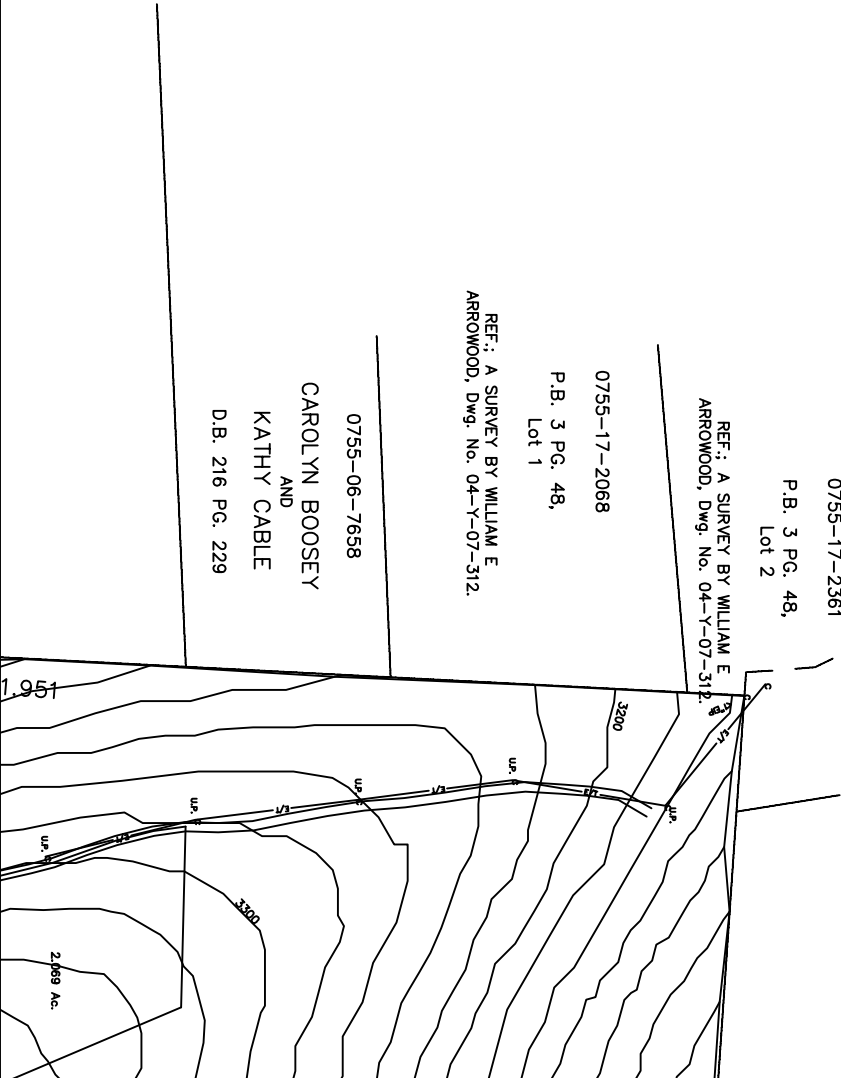 0755-17-2361
P.B. 3 PG. 48,
Lot 2
REF.; A SURVEY BY WILLIAM E
ARROWOOD, Dwg. No. 04-Y-07-312.
0755-17-2068
P.B. 3 PG. 48,
Lot 1
REF.; A SURVEY BY WILLIAM E
ARROWOOD, Dwg. No. 04-Y-07-312.
0755-06-7658
CAROLYN BOOSEY
AND
KATHY CABLE
D.B. 216 PG. 229
1.951
3200
E/T
U.P.
E/T
U.P.
E/T
U.P.
E/T
U.P.
E/T
U.P.
3300
2.069 Ac.